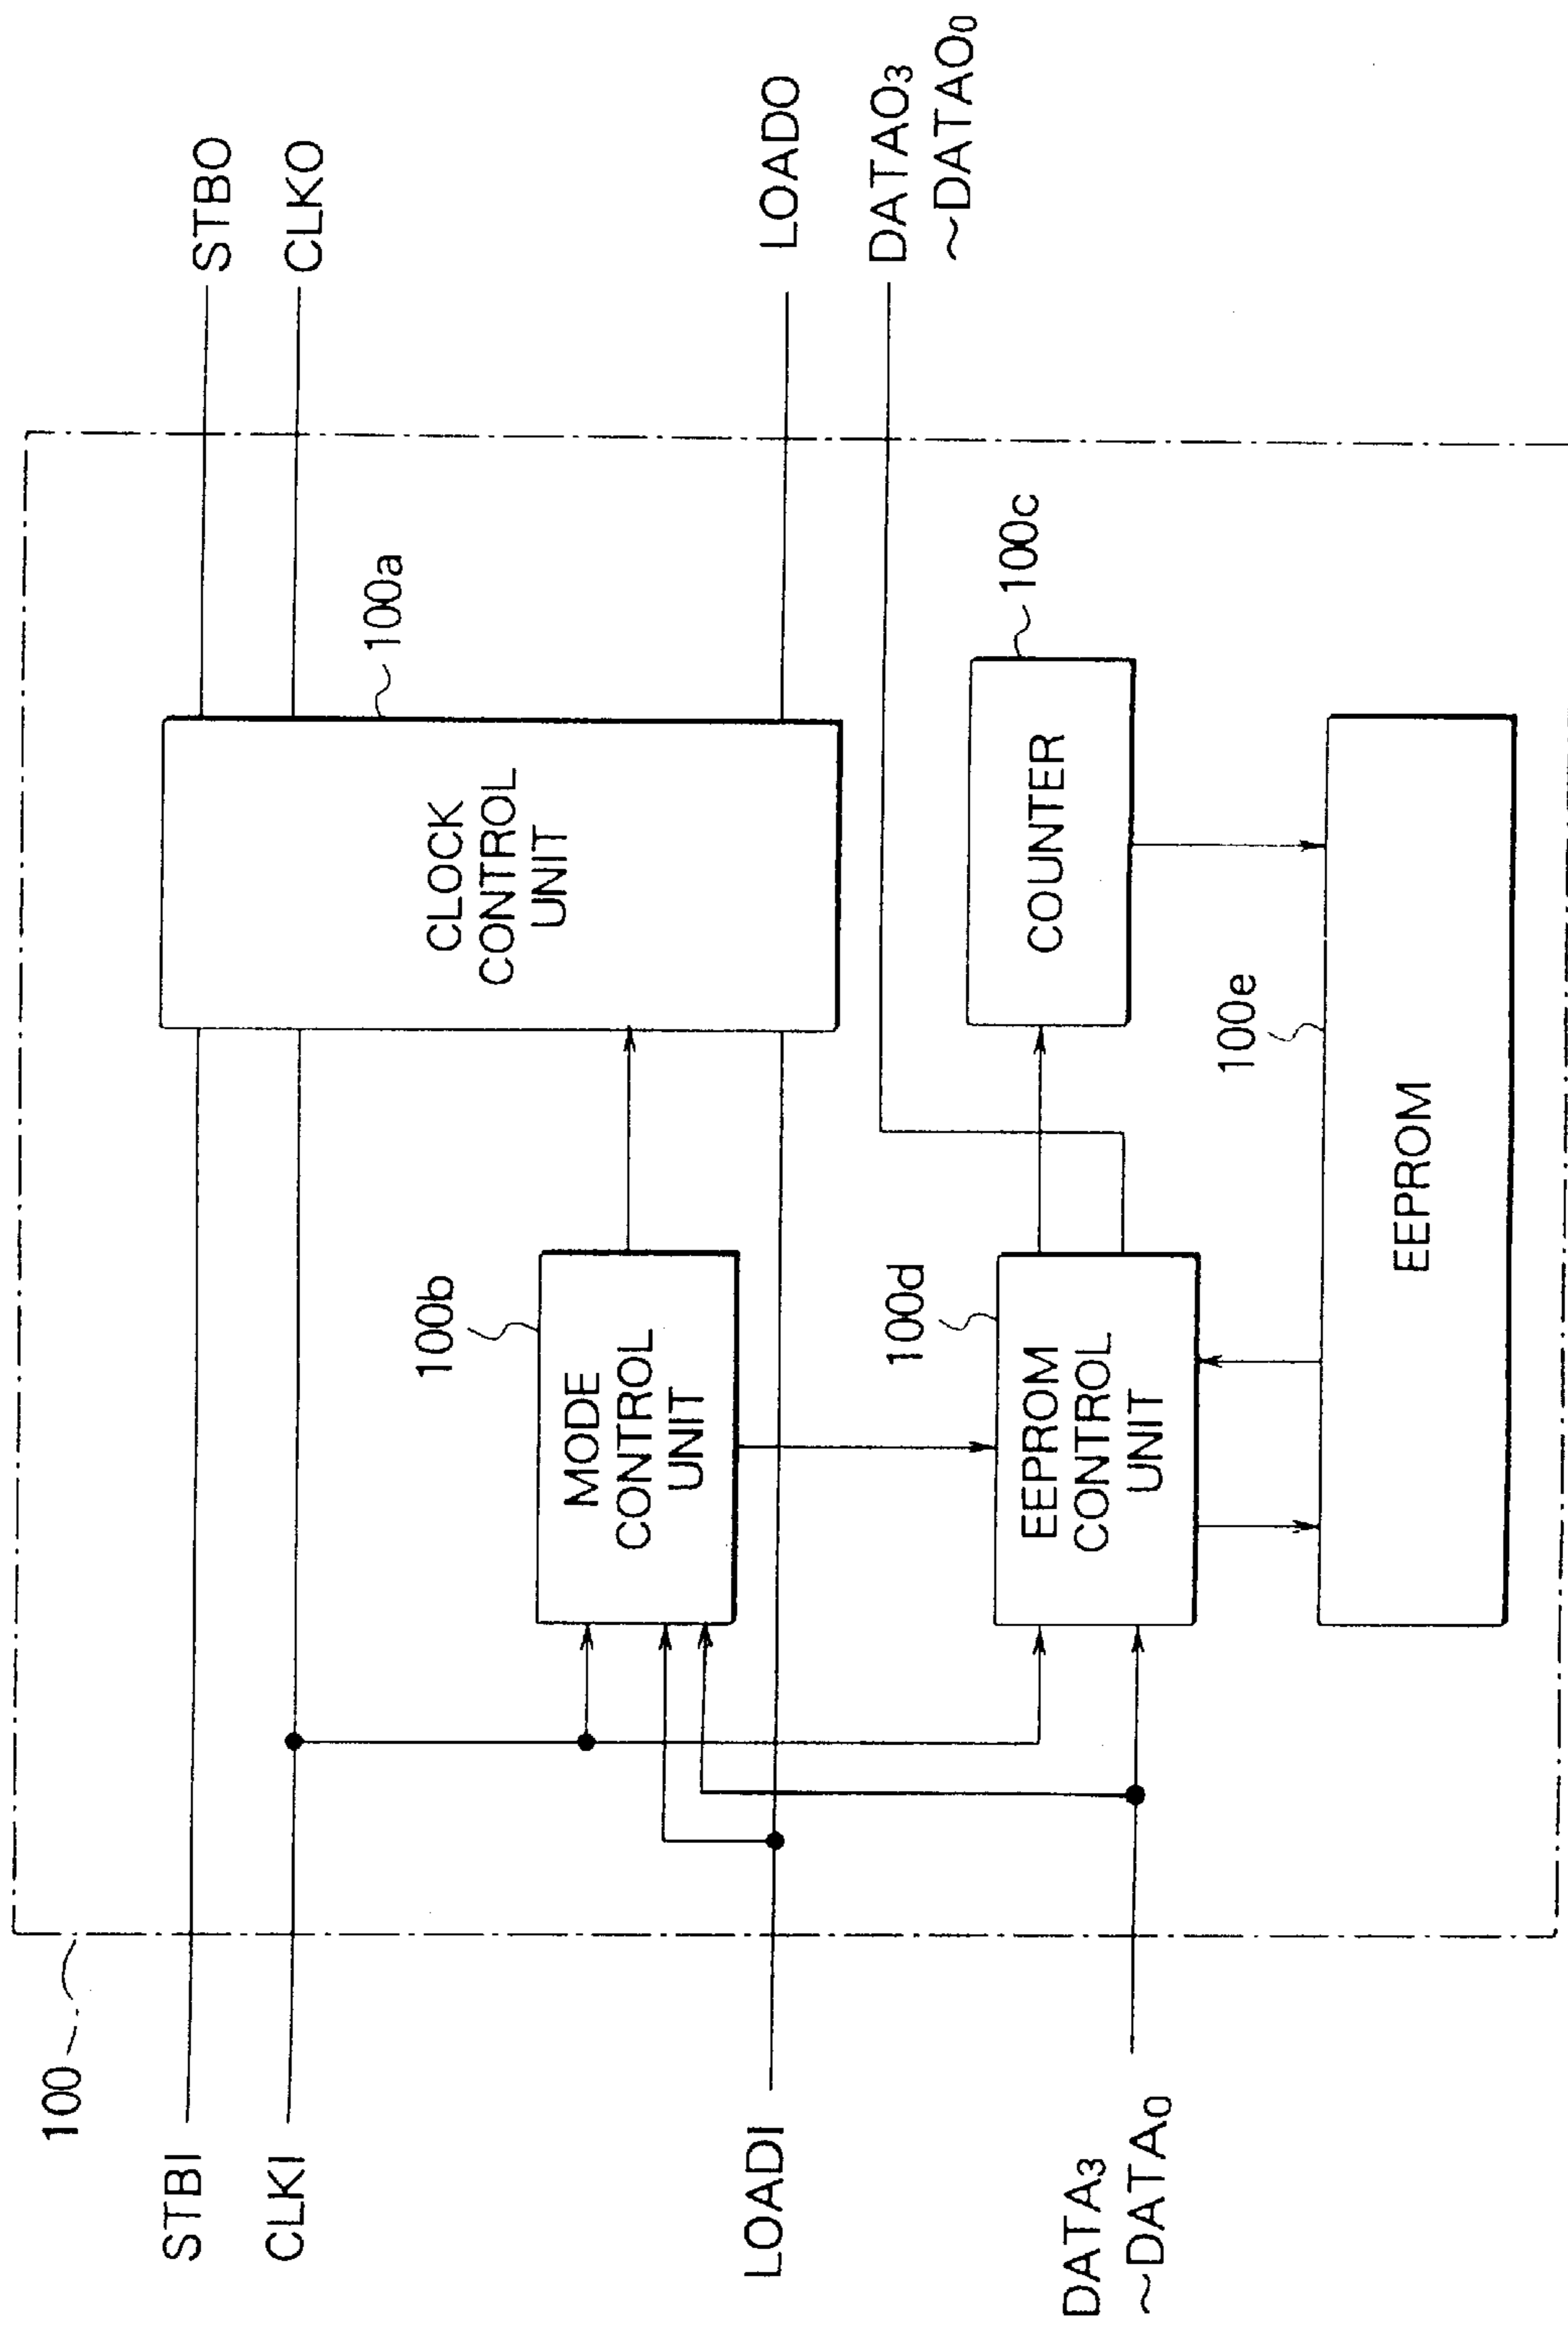 100
STBI
CLKI
LOADI
DATA3
~DATA0
100b
MODE
CONTROL
UNIT
100d
EEPROM
CONTROL
UNIT
CLOCK
CONTROL
UNIT
100a
COUNTER
100c
100e
EEPROM
STBO
CLKO
LOADO
DATAO3
~DATAO0